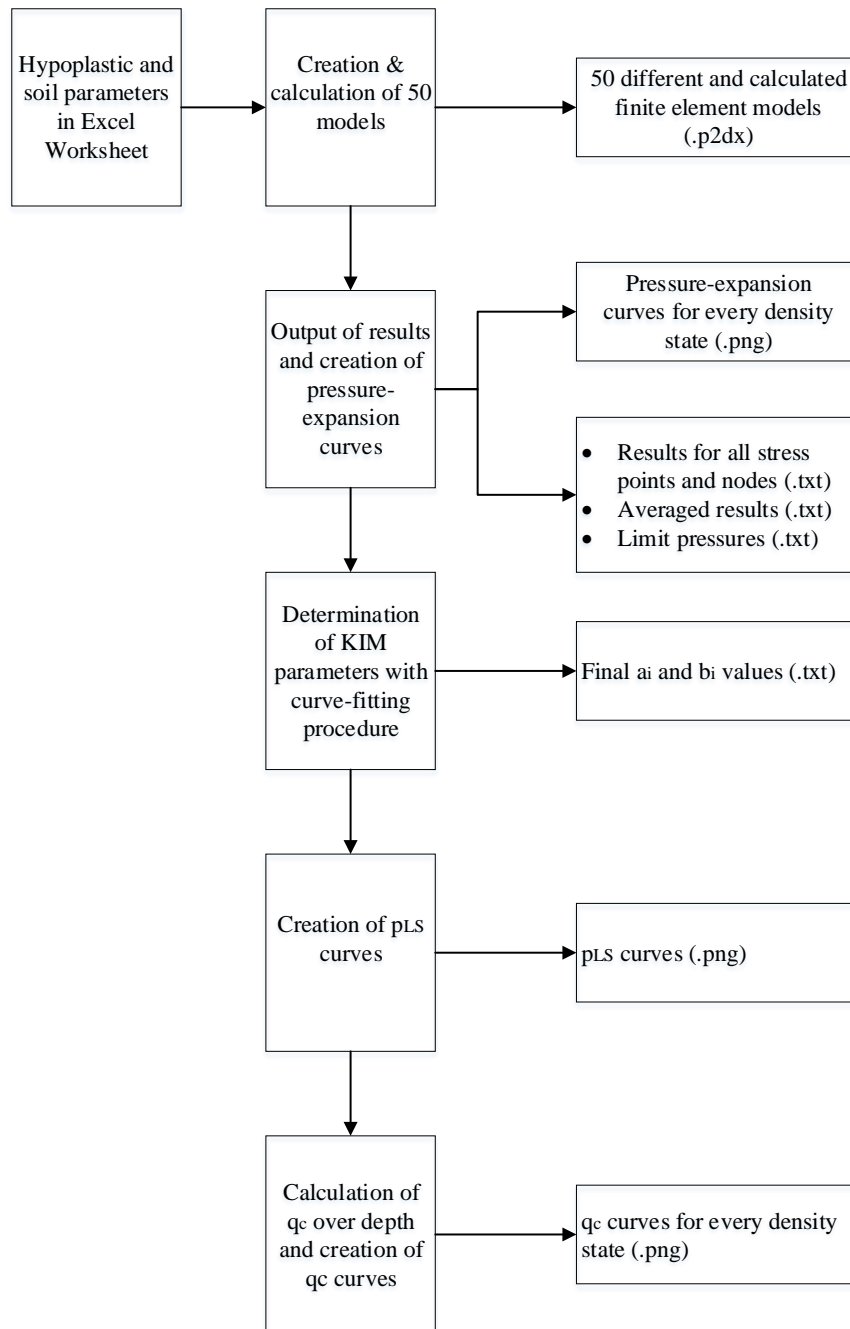 Hypoplastic and
soil parameters
in Excel
Worksheet
Creation &
calculation of 50
models
50 different and calculated
finite element models
(.p2dx)
Output of results
and creation of
pressure-
expansion
curves
Pressure-expansion
curves for every density
state (.png)
• Results for all stress
points and nodes (.txt)
• Averaged results (.txt)
• Limit pressures (.txt)
Determination
of KIM
parameters with
curve-fitting
procedure
Final ai and bi values (.txt)
Creation of pLS
curves
pLS curves (.png)
Calculation of
qc over depth
and creation of
qc curves
qc curves for every density
state (.png)